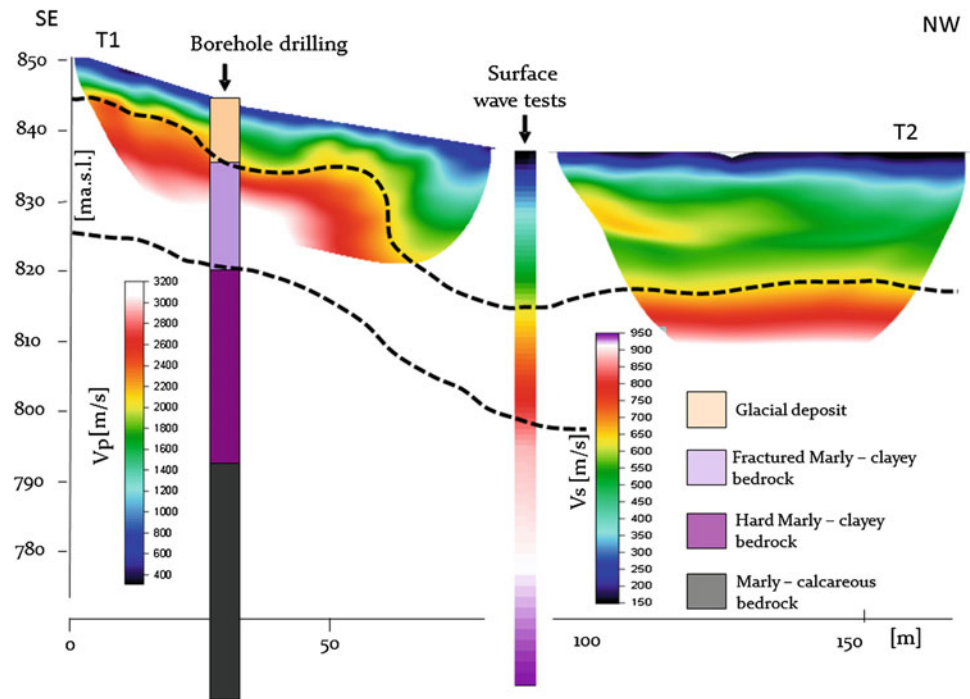 SE
NW
T1
Borehole drilling
Surface
wave tests
T2
850
840
830
820
810
800
790
780
[ma.s.l.]
Vp[m/s]
3200
3000
2800
2600
2400
2200
2000
1800
1600
1400
1200
1000
800
600
400
Vs [m/s]
950
900
850
800
750
700
650
600
550
500
450
400
350
300
250
200
150
Glacial deposit
Fractured Marly – clayey
bedrock
Hard Marly – clayey
bedrock
Marly – calcareous
bedrock
0
50
100
150
[m]